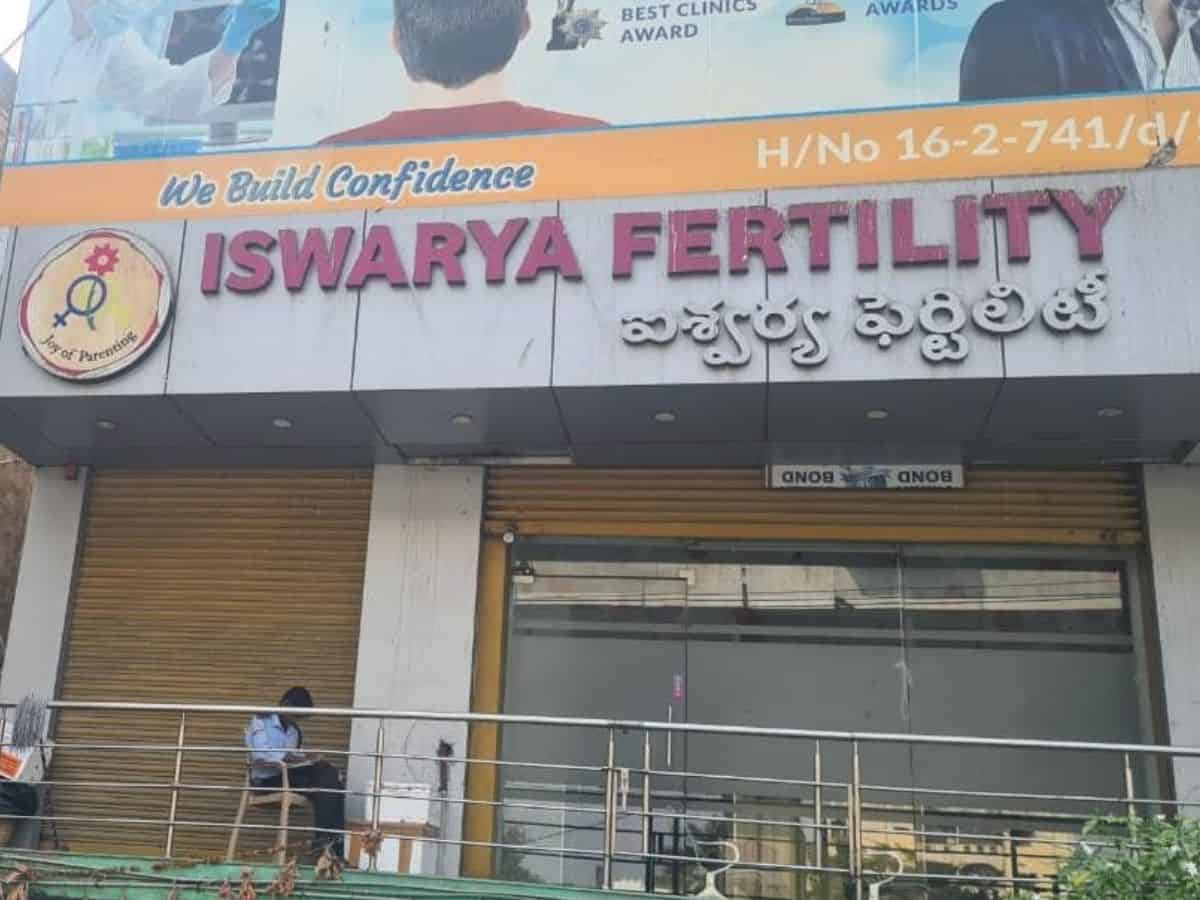 BEST CLINICS
AWARD
AWARDS
We Build Confidence
H/No 16-2-741/d/
ISWARYA FERTILITY
ఐశ్వర్య ఫెర్టిలిటీ
Joy of Parenting
BOND BOND